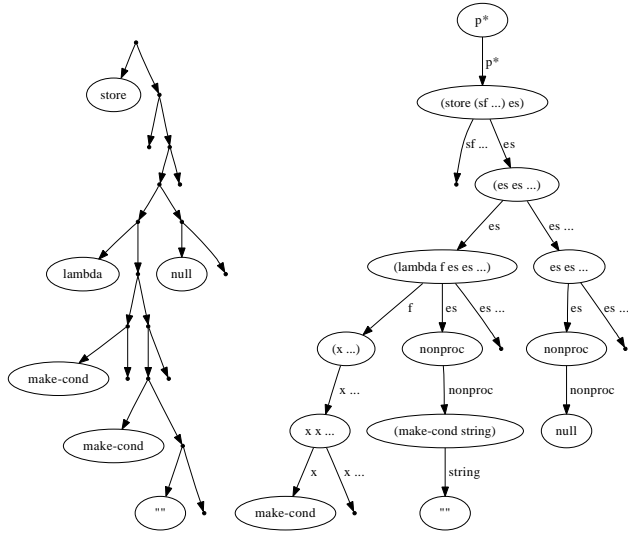 p*
p*
store
(store (sf ...) es)
sf ...
es
(es es ...)
es
es ...
lambda
null
(lambda f es es ...)
es es ...
f
es
es ...
es
es ...
(x ...)
nonproc
nonproc
make-cond
x ...
nonproc
nonproc
make-cond
x x ...
(make-cond string)
null
x
x ...
string
""
make-cond
""